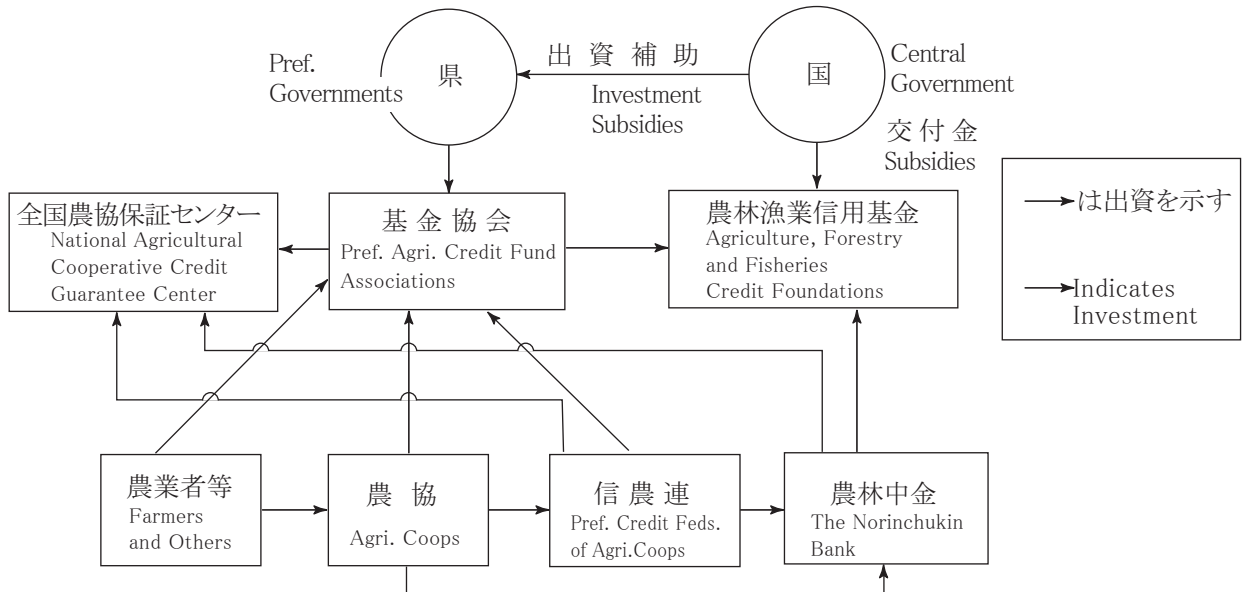 Pref.
Governments
県
出資補助
Investment
Subsidies
国
Central
Government
交付金
Subsidies
全国農協保証センター
National Agricultural
Cooperative Credit
Guarantee Center
基金協会
Pref. Agri. Credit Fund
Associations
農林漁業信用基金
Agriculture, Forestry
and Fisheries
Credit Foundations
は出資を示す
Indicates
Investment
農業者等
Farmers
and Others
農協
Agri. Coops
信農連
Pref. Credit Feds.
of Agri.Coops
農林中金
The Norinchukin
Bank